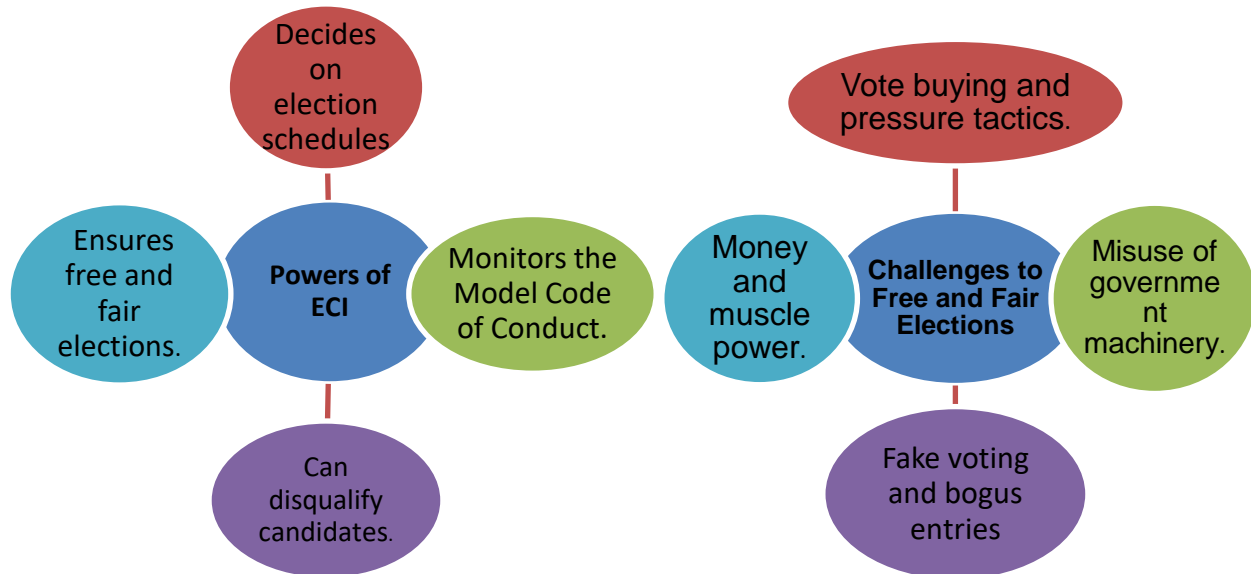 Decides
on
election
schedules
Ensures
free and
fair
elections.
Powers of
ECI
Monitors the
Model Code
of Conduct.
Can
disqualify
candidates.
Vote buying and
pressure tactics.
Money
and
muscle
power.
Challenges to
Free and Fair
Elections
Misuse of
governme
nt
machinery.
Fake voting
and bogus
entries